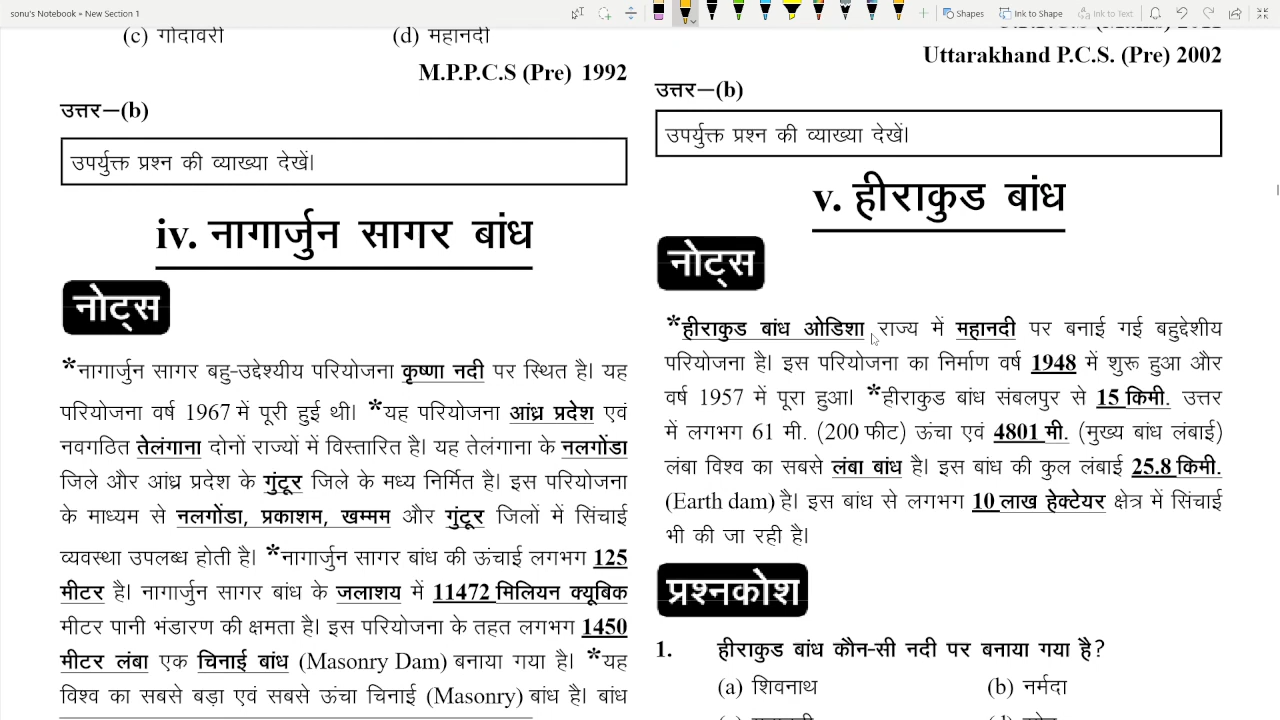 sonu's Notebook » New Section 1
Shapes
Ink to Shape
Ink to Text
(c) गोदावरी (d) महानदी
M.P.P.C.S (Pre) 1992
उत्तर–(b)
उपर्युक्त प्रश्न की व्याख्या देखें।
iv. नागार्जुन सागर बांध
नोट्स
*नागार्जुन सागर बहु-उद्देश्यीय परियोजना कृष्णा नदी पर स्थित है। यह
परियोजना वर्ष 1967 में पूरी हुई थी। *यह परियोजना आंध्र प्रदेश एवं
नवगठित तेलंगाना दोनों राज्यों में विस्तारित है। यह तेलंगाना के नलगोंडा
जिले और आंध्र प्रदेश के गुंटूर जिले के मध्य निर्मित है। इस परियोजना
के माध्यम से नलगोंडा, प्रकाशम, खम्मम और गुंटूर जिलों में सिंचाई
व्यवस्था उपलब्ध होती है। *नागार्जुन सागर बांध की ऊंचाई लगभग 125
मीटर है। नागार्जुन सागर बांध के जलाशय में 11472 मिलियन क्यूबिक
मीटर पानी भंडारण की क्षमता है। इस परियोजना के तहत लगभग 1450
मीटर लंबा एक चिनाई बांध (Masonry Dam) बनाया गया है। *यह
विश्व का सबसे बड़ा एवं सबसे ऊंचा चिनाई (Masonry) बांध है। बांध
Uttarakhand P.C.S. (Pre) 2002
उत्तर–(b)
उपर्युक्त प्रश्न की व्याख्या देखें।
v. हीराकुड बांध
नोट्स
*हीराकुड बांध ओडिशा राज्य में महानदी पर बनाई गई बहुद्देशीय
परियोजना है। इस परियोजना का निर्माण वर्ष 1948 में शुरू हुआ और
वर्ष 1957 में पूरा हुआ। *हीराकुड बांध संबलपुर से 15 किमी. उत्तर
में लगभग 61 मी. (200 फीट) ऊंचा एवं 4801 मी. (मुख्य बांध लंबाई)
लंबा विश्व का सबसे लंबा बांध है। इस बांध की कुल लंबाई 25.8 किमी.
(Earth dam) है। इस बांध से लगभग 10 लाख हेक्टेयर क्षेत्र में सिंचाई
भी की जा रही है।
प्रश्नकोश
1. हीराकुड बांध कौन-सी नदी पर बनाया गया है?
(a) शिवनाथ (b) नर्मदा